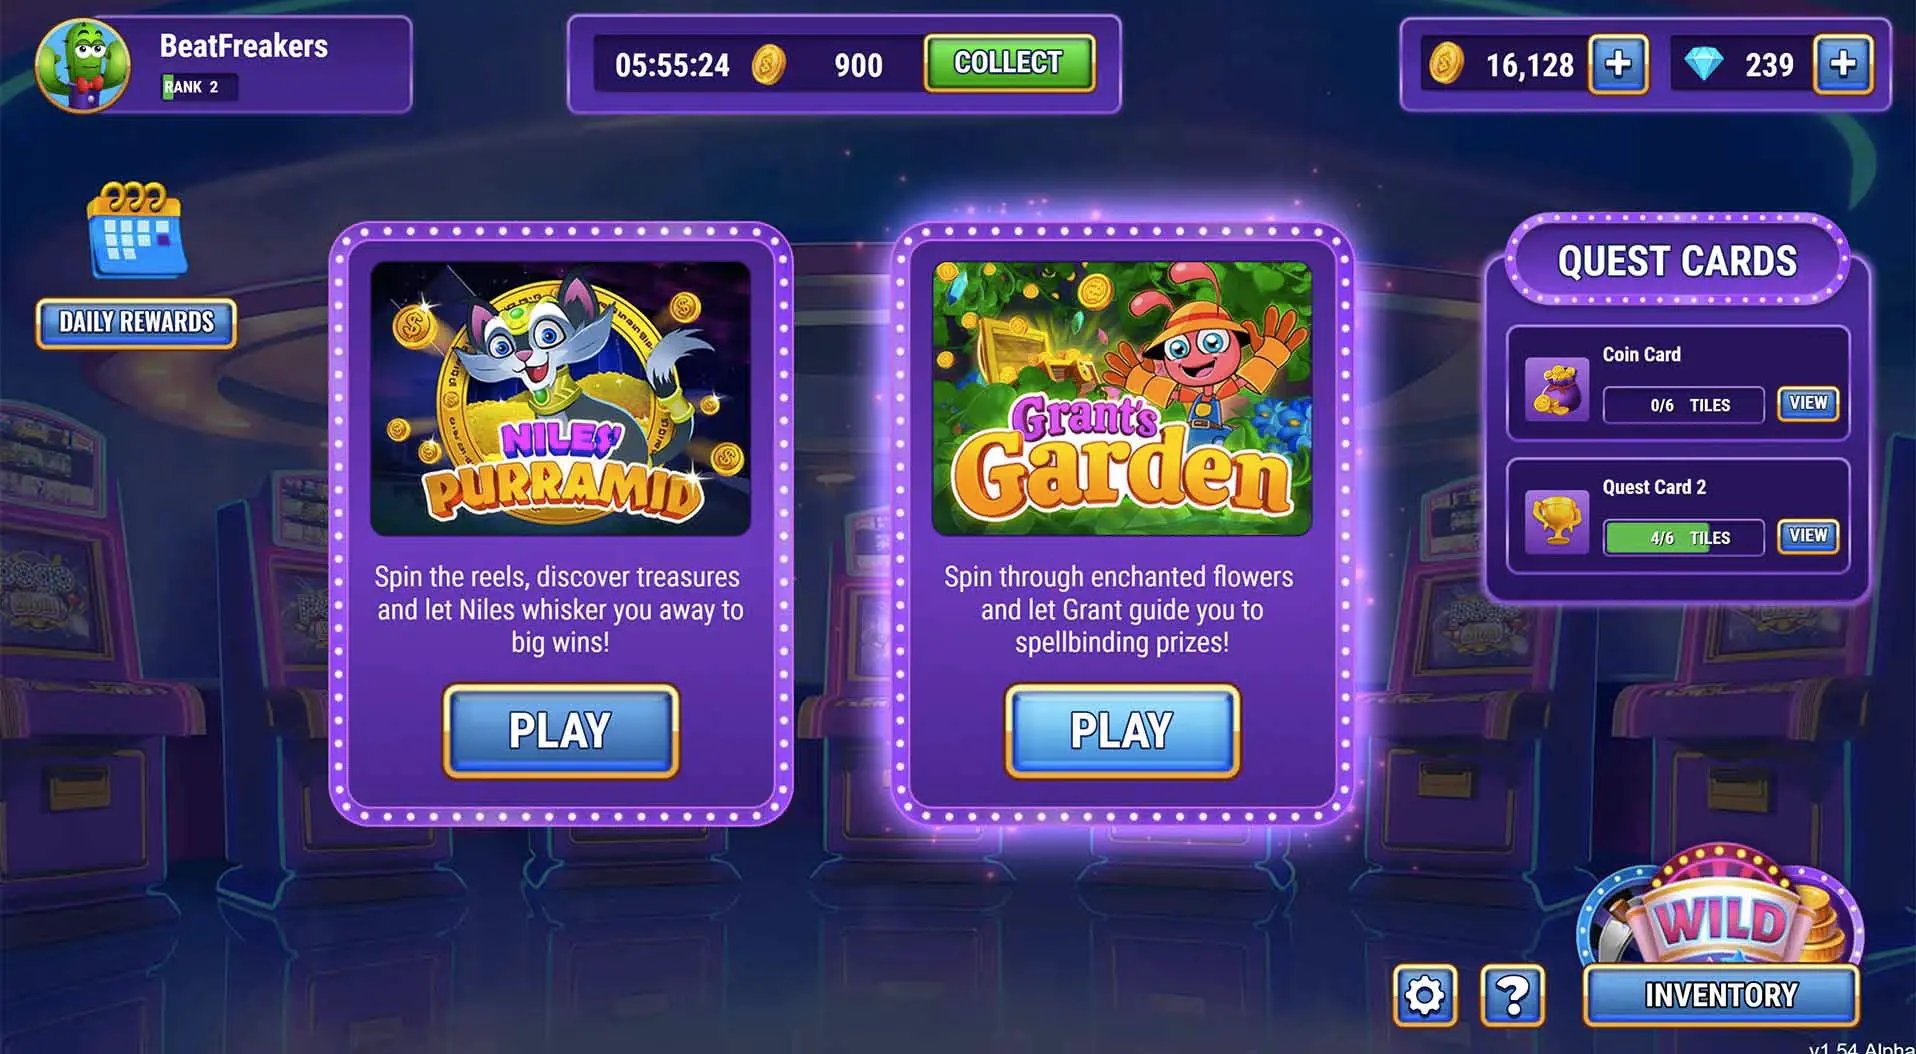 BeatFreakers
RANK 2
05:55:24
900
COLLECT
16,128
239
DAILY REWARDS
NILES'
PURRAMID
Spin the reels, discover treasures
and let Niles whisker you away to
big wins!
PLAY
Grant's
Garden
Spin through enchanted flowers
and let Grant guide you to
spellbinding prizes!
PLAY
QUEST CARDS
Coin Card
0/6 TILES
VIEW
Quest Card 2
4/6 TILES
VIEW
WILD
?
INVENTORY
v1.54 Alpha